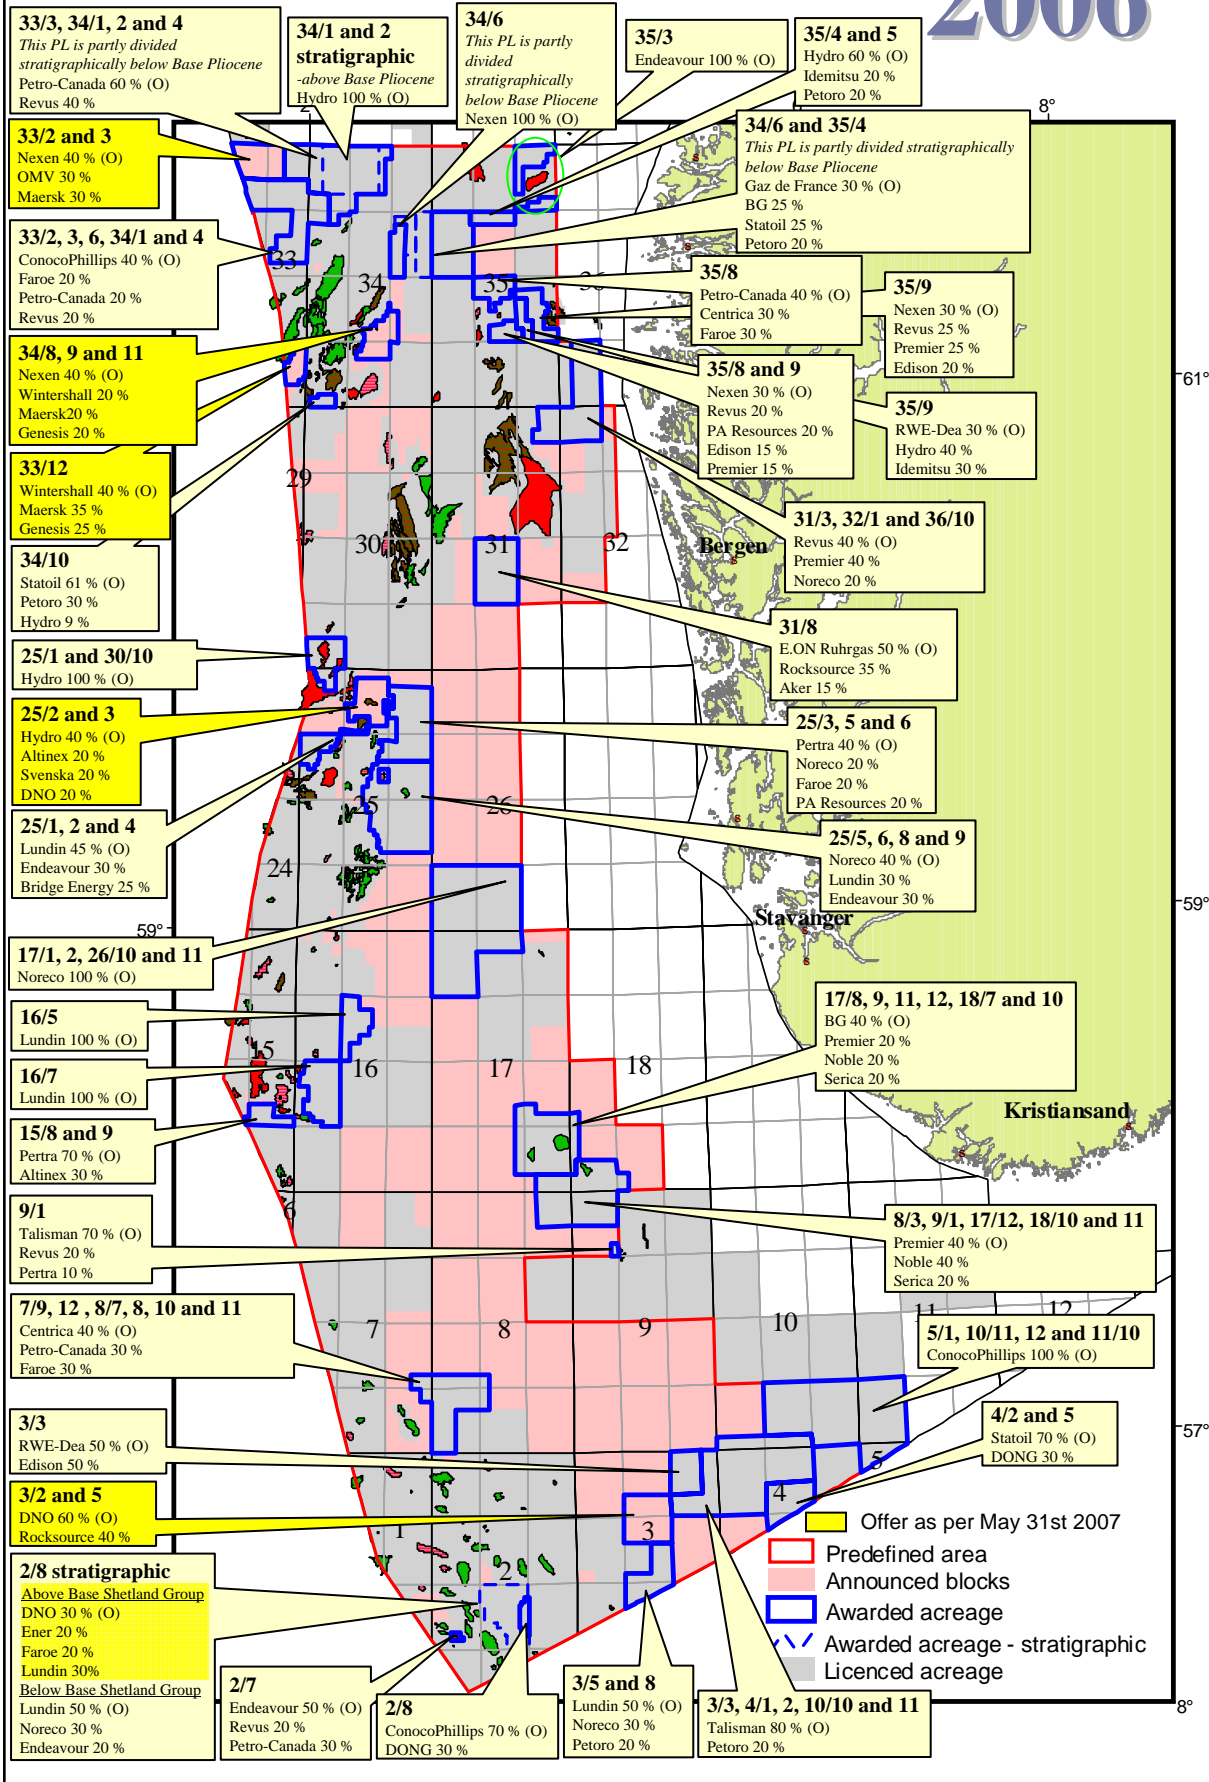 2006
33/3, 34/1, 2 and 4
This PL is partly divided
stratigraphically below Base Pliocene
Petro-Canada 60 % (O)
Revus 40 %
34/1 and 2
stratigraphic
-above Base Pliocene
Hydro 100 % (O)
34/6
This PL is partly
divided
stratigraphically
below Base Pliocene
Nexen 100 % (O)
35/3
Endeavour 100 % (O)
35/4 and 5
Hydro 60 % (O)
Idemitsu 20 %
Petoro 20 %
2
8°
33/2 and 3
Nexen 40 % (O)
OMV 30 %
Maersk 30 %
34/6 and 35/4
This PL is partly divided stratigraphically
below Base Pliocene
Gaz de France 30 % (O)
BG 25 %
Statoil 25 %
Petoro 20 %
33/2, 3, 6, 34/1 and 4
ConocoPhillips 40 % (O)
Faroe 20 %
Petro-Canada 20 %
Revus 20 %
33
34
35
36
35/8
Petro-Canada 40 % (O)
Centrica 30 %
Faroe 30 %
35/9
Nexen 30 % (O)
Revus 25 %
Premier 25 %
Edison 20 %
34/8, 9 and 11
Nexen 40 % (O)
Wintershall 20 %
Maersk20 %
Genesis 20 %
35/8 and 9
Nexen 30 % (O)
Revus 20 %
PA Resources 20 %
Edison 15 %
Premier 15 %
61°
35/9
RWE-Dea 30 % (O)
Hydro 40 %
Idemitsu 30 %
33/12
Wintershall 40 % (O)
Maersk 35 %
Genesis 25 %
29
30
31
32
31/3, 32/1 and 36/10
Revus 40 % (O)
Premier 40 %
Noreco 20 %
Bergen
34/10
Statoil 61 % (O)
Petoro 30 %
Hydro 9 %
31/8
E.ON Ruhrgas 50 % (O)
Rocksource 35 %
Aker 15 %
25/1 and 30/10
Hydro 100 % (O)
25/2 and 3
Hydro 40 % (O)
Altinex 20 %
Svenska 20 %
DNO 20 %
25/3, 5 and 6
Pertra 40 % (O)
Noreco 20 %
Faroe 20 %
PA Resources 20 %
25
26
25/1, 2 and 4
Lundin 45 % (O)
Endeavour 30 %
Bridge Energy 25 %
25/5, 6, 8 and 9
Noreco 40 % (O)
Lundin 30 %
Endeavour 30 %
24
Stavanger
59°
59°
17/1, 2, 26/10 and 11
Noreco 100 % (O)
16/5
Lundin 100 % (O)
17/8, 9, 11, 12, 18/7 and 10
BG 40 % (O)
Premier 20 %
Noble 20 %
Serica 20 %
15
16
17
18
16/7
Lundin 100 % (O)
Kristiansand
15/8 and 9
Pertra 70 % (O)
Altinex 30 %
9/1
Talisman 70 % (O)
Revus 20 %
Pertra 10 %
6
8/3, 9/1, 17/12, 18/10 and 11
Premier 40 % (O)
Noble 40 %
Serica 20 %
7/9, 12 , 8/7, 8, 10 and 11
Centrica 40 % (O)
Petro-Canada 30 %
Faroe 30 %
7
8
9
10
11
12
5/1, 10/11, 12 and 11/10
ConocoPhillips 100 % (O)
3/3
RWE-Dea 50 % (O)
Edison 50 %
4/2 and 5
Statoil 70 % (O)
DONG 30 %
57°
5
4
3/2 and 5
DNO 60 % (O)
Rocksource 40 %
1
3
2
Offer as per May 31st 2007
Predefined area
Announced blocks
Awarded acreage
Awarded acreage - stratigraphic
Licenced acreage
2/8 stratigraphic
Above Base Shetland Group
DNO 30 % (O)
Ener 20 %
Faroe 20 %
Lundin 30%
Below Base Shetland Group
Lundin 50 % (O)
Noreco 30 %
Endeavour 20 %
2/7
Endeavour 50 % (O)
Revus 20 %
Petro-Canada 30 %
2/8
ConocoPhillips 70 % (O)
DONG 30 %
3/5 and 8
Lundin 50 % (O)
Noreco 30 %
Petoro 20 %
3/3, 4/1, 2, 10/10 and 11
Talisman 80 % (O)
Petoro 20 %
8°